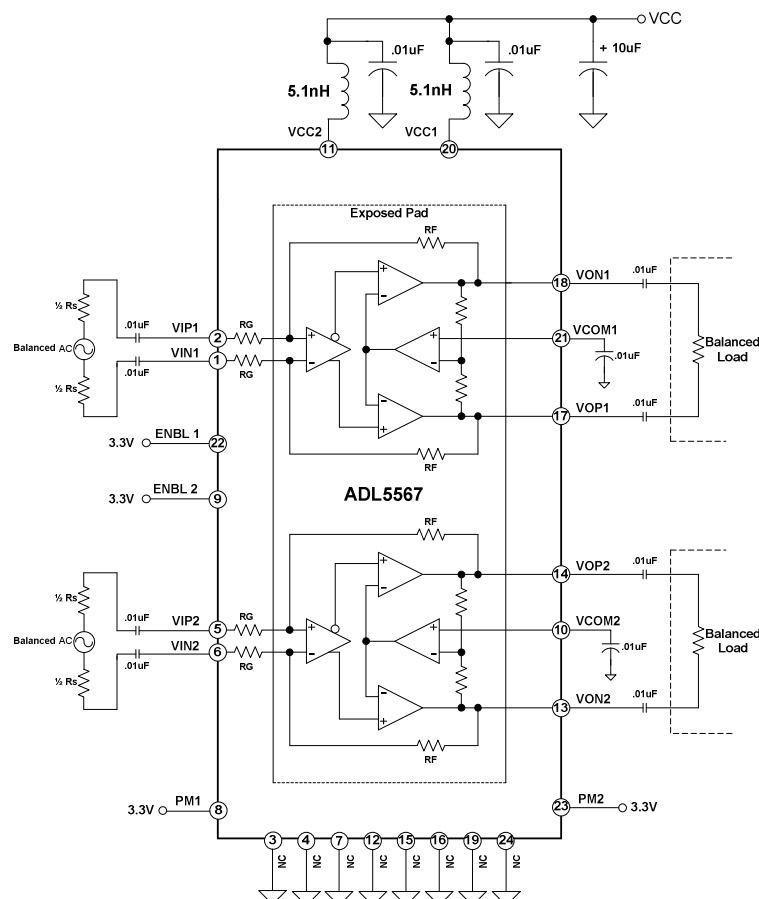 VCC
.01uF
.01uF
+ 10uF
5.1nH
5.1nH
VCC2
VCC1
11
20
Exposed Pad
RF
½ Rs
Balanced AC
½ Rs
.01uF
VIP1
2
RG
VIN1
1
.01uF
RG
+
-
+
-
+
-
-
+
VON1
18
.01uF
VCOM1
21
.01uF
Balanced
Load
VOP1
17
.01uF
RF
3.3V
ENBL 1
22
3.3V
ENBL 2
9
ADL5567
RF
½ Rs
Balanced AC
½ Rs
.01uF
VIP2
5
RG
VIN2
6
.01uF
RG
+
-
+
-
+
-
-
+
VOP2
14
.01uF
VCOM2
10
.01uF
Balanced
Load
VON2
13
.01uF
RF
3.3V
PM1
8
23
PM2
3.3V
3
4
7
12
15
16
19
24
NC
NC
NC
NC
NC
NC
NC
NC